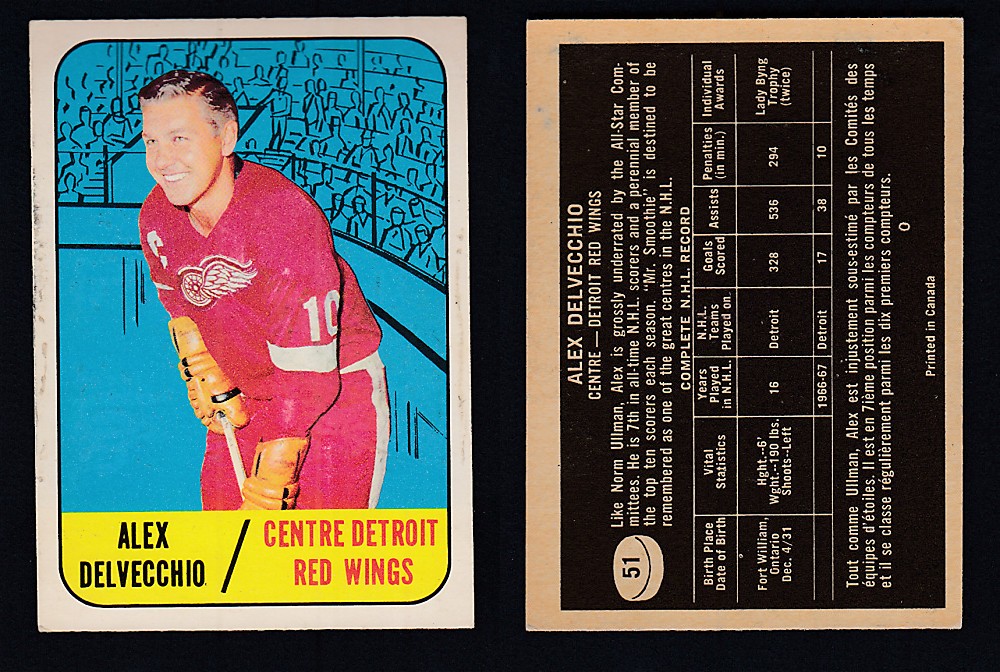 C
10
ALEX
DELVECCHIO
CENTRE DETROIT
RED WINGS
51
ALEX DELVECCHIO
CENTRE—DETROIT RED WINGS
Like Norm Ullman, Alex is grossly underrated by the All-Star Com-
mittees. He is 7th in all-time N.H.L. scorers and a perennial member of
the top ten scorers each season. "Mr. Smoothie" is destined to be
remembered as one of the great centres in the N.H.L.
COMPLETE N.H.L. RECORD
Birth Place
Date of Birth
Vital
Statistics
Years
Played
in N.H.L.
N.H.L.
Teams
Played on.
Goals
Scored
Assists
Penalties
(in min.)
Individual
Awards
Fort William,
Ontario
Dec. 4/31
Hght.–6'
Wght.–190 lbs.
Shoots–Left
16
Detroit
328
536
294
Lady Byng
Trophy
(twice)
1966-67
Detroit
17
38
10
Tout comme Ullman, Alex est injustement sous-estimé par les Comités des
équipes d'étoiles. Il est en 7ième position parmi les compteurs de tous les temps
et il se classe régulièrement parmi les dix premiers compteurs.
O
Printed in Canada